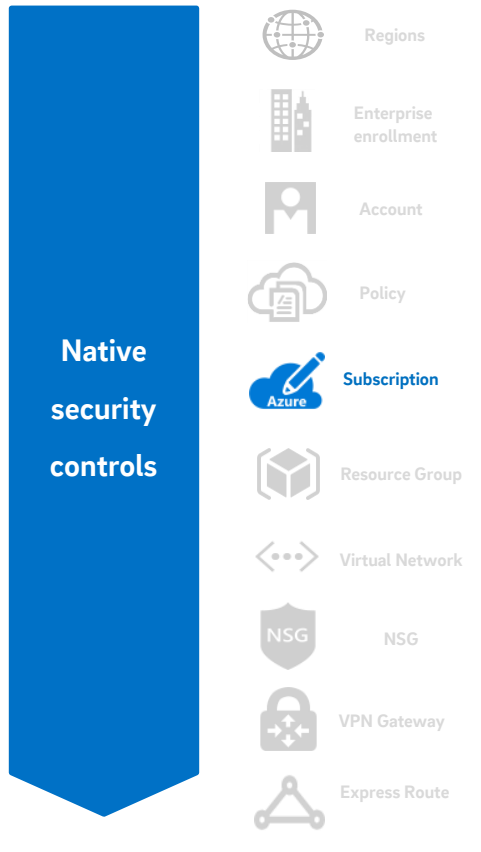 Native
security
controls
Regions
Enterprise
enrollment
Account
Policy
Azure
Subscription
Resource Group
Virtual Network
NSG
NSG
VPN Gateway
Express Route